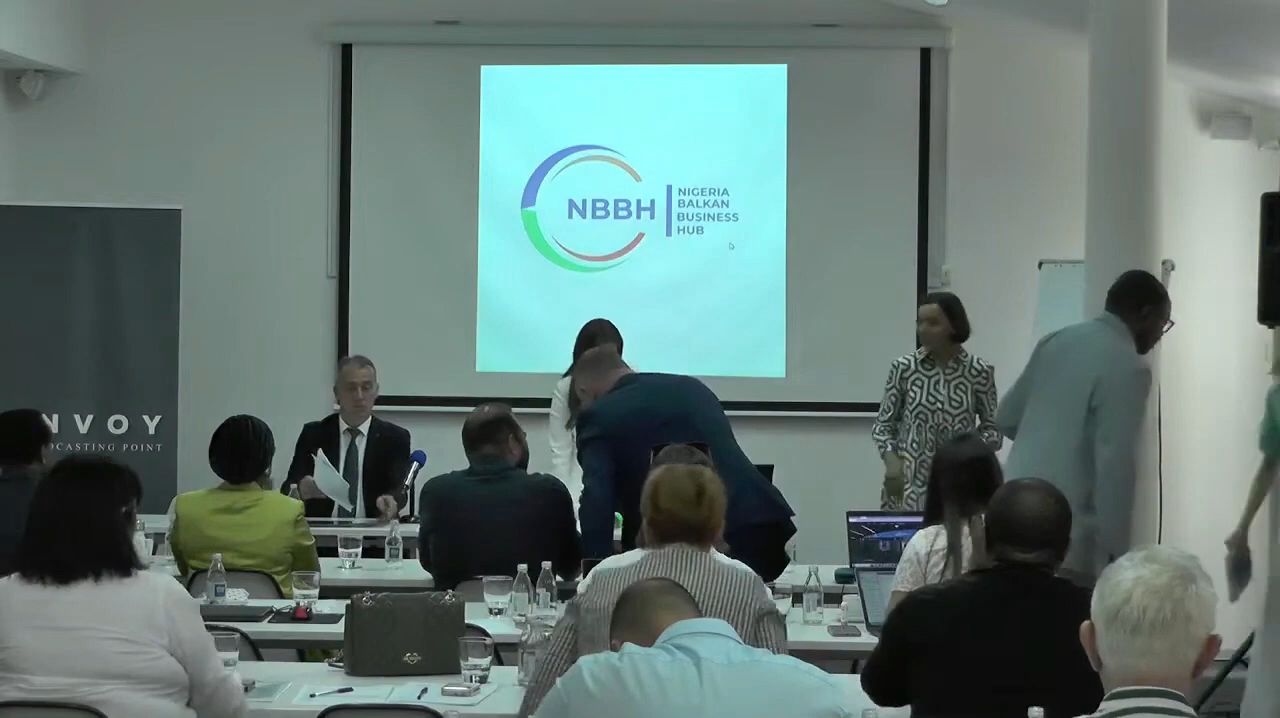 NBBH
NIGERIA
BALKAN
BUSINESS
HUB
NVOY
CASTING POINT